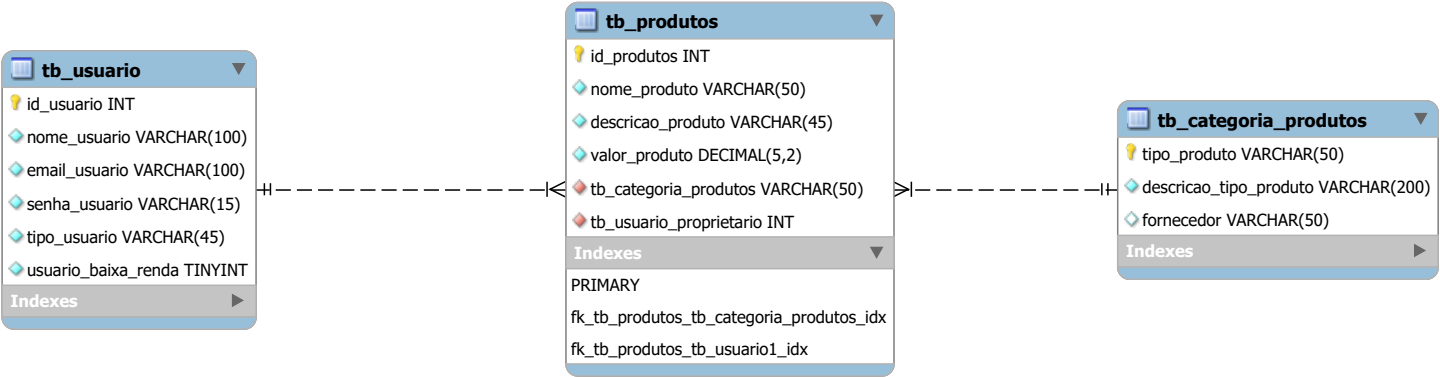 tb_usuario
id_usuario INT
nome_usuario VARCHAR(100)
email_usuario VARCHAR(100)
senha_usuario VARCHAR(15)
tipo_usuario VARCHAR(45)
usuario_baixa_renda TINYINT
Indexes
tb_produtos
id_produtos INT
nome_produto VARCHAR(50)
descricao_produto VARCHAR(45)
valor_produto DECIMAL(5,2)
tb_categoria_produtos VARCHAR(50)
tb_usuario_proprietario INT
Indexes
PRIMARY
fk_tb_produtos_tb_categoria_produtos_idx
fk_tb_produtos_tb_usuario1_idx
tb_categoria_produtos
tipo_produto VARCHAR(50)
descricao_tipo_produto VARCHAR(200)
fornecedor VARCHAR(50)
Indexes